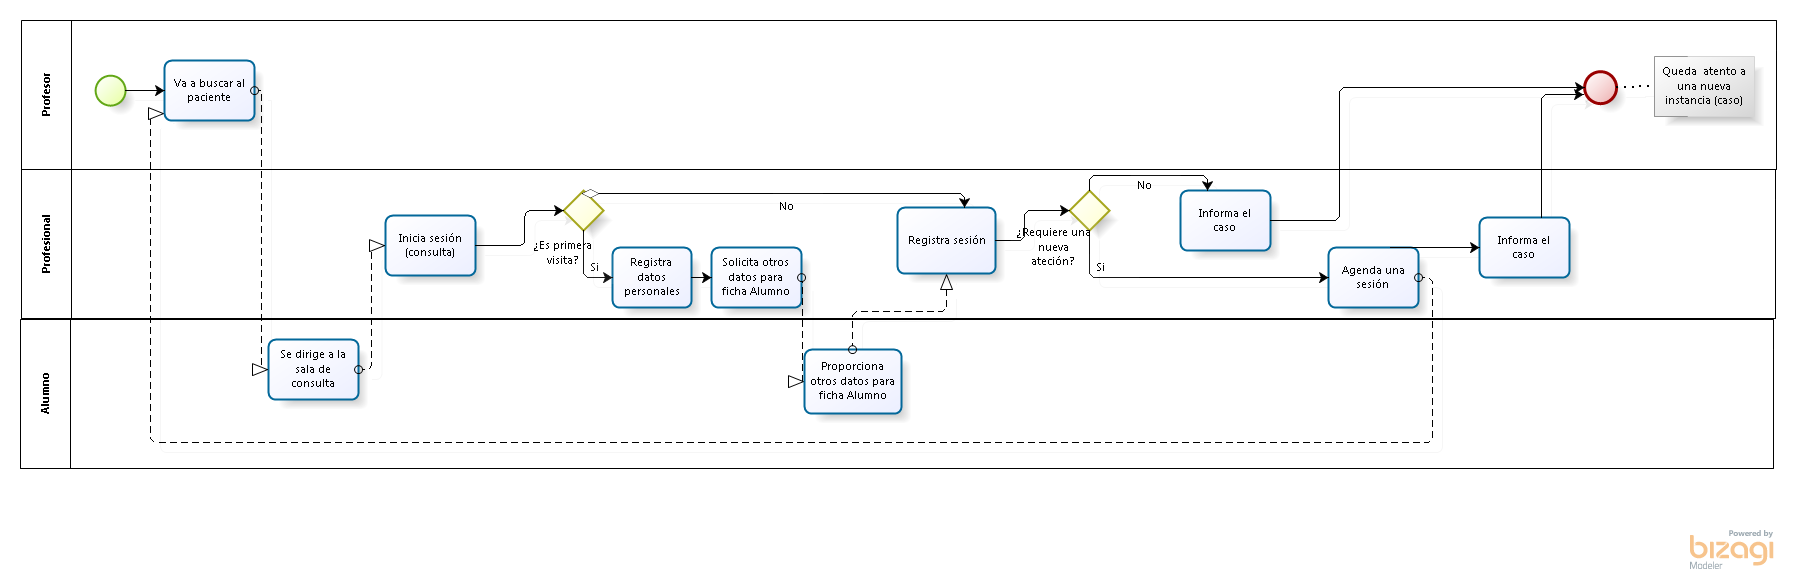 Profesor
Va a buscar al
paciente
Queda atento a
una nueva
instancia (caso)
Profesional
Inicia sesión
(consulta)
¿Es primera
visita?
No
Si
Registra
datos
personales
Solicita otros
datos para
ficha Alumno
Registra sesión
¿Requiere una
nueva
ateción?
No
Si
Informa el
caso
Agenda una
sesión
Informa el
caso
Alumno
Se dirige a la
sala de
consulta
Proporciona
otros datos para
ficha Alumno
Powered by
bizagi
Modeler